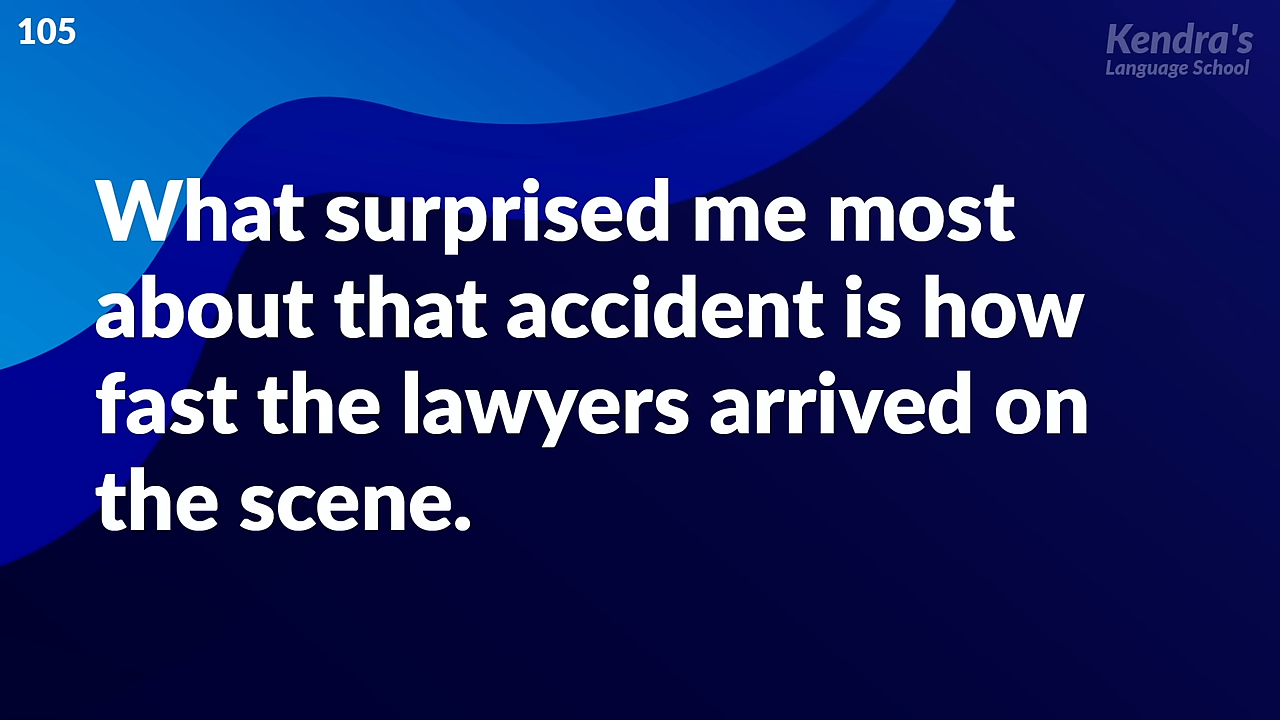 105
Kendra's
Language School
What surprised me most
about that accident is how
fast the lawyers arrived on
the scene.